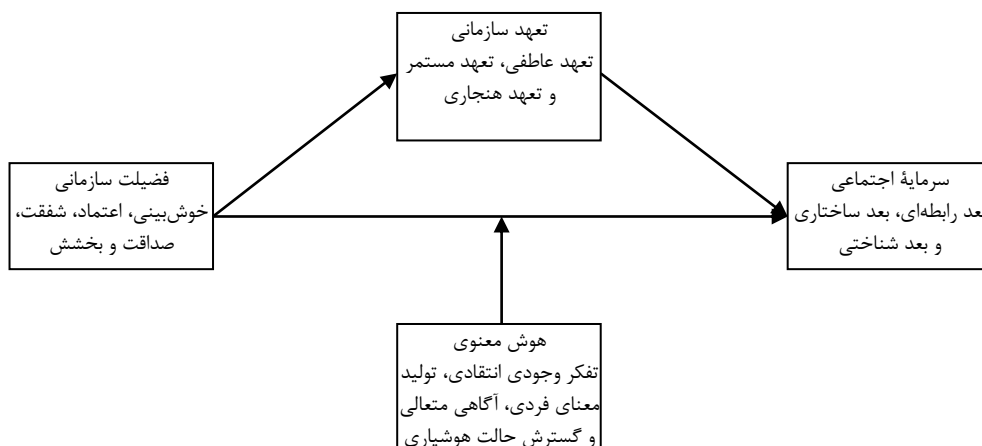 تعهد سازمانی
تعهد عاطفی، تعهد مستمر
و تعهد هنجاری
سرمایهٔ اجتماعی
بعد رابطه‌ای، بعد ساختاری
و بعد شناختی
فضیلت سازمانی
خوش‌بینی، اعتماد، شفقت،
صداقت و بخشش
هوش معنوی
تفکر وجودی انتقادی، تولید
معنای فردی، آگاهی متعالی
و گسترش حالت هوشیاری